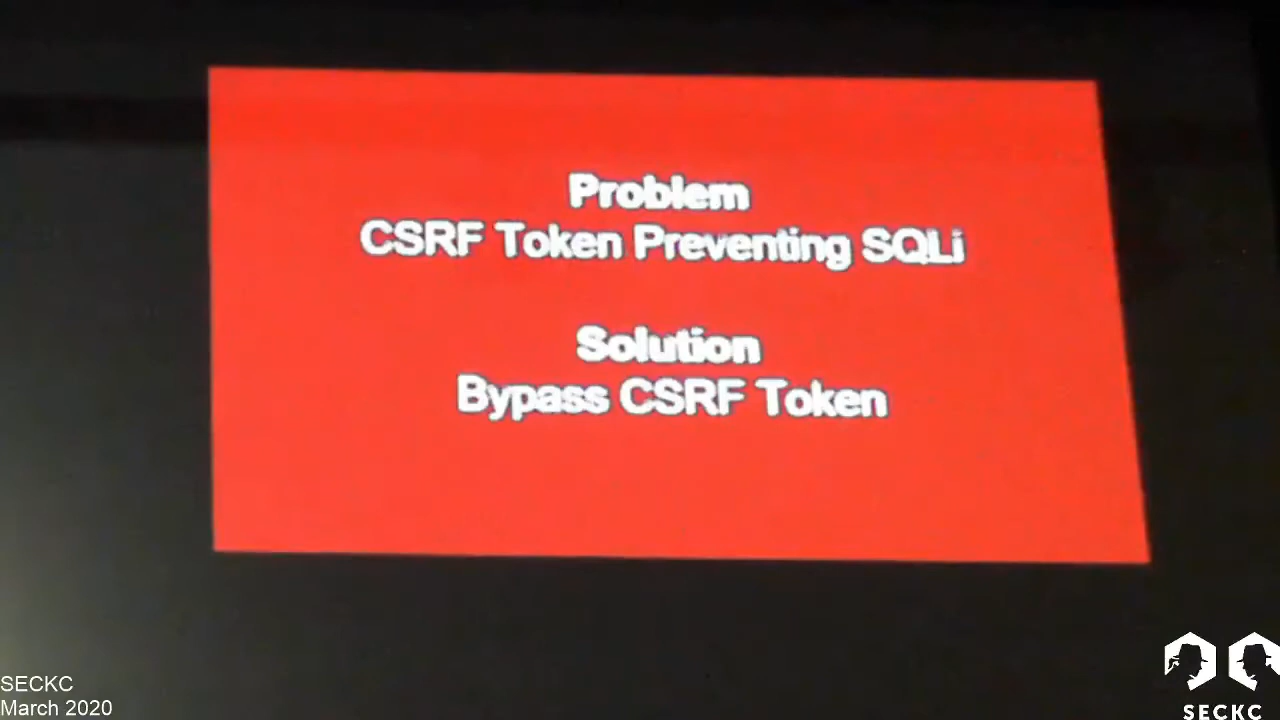 Problem
CSRF Token Preventing SQLi
Solution
Bypass CSRF Token
SECKC
March 2020
SECKC